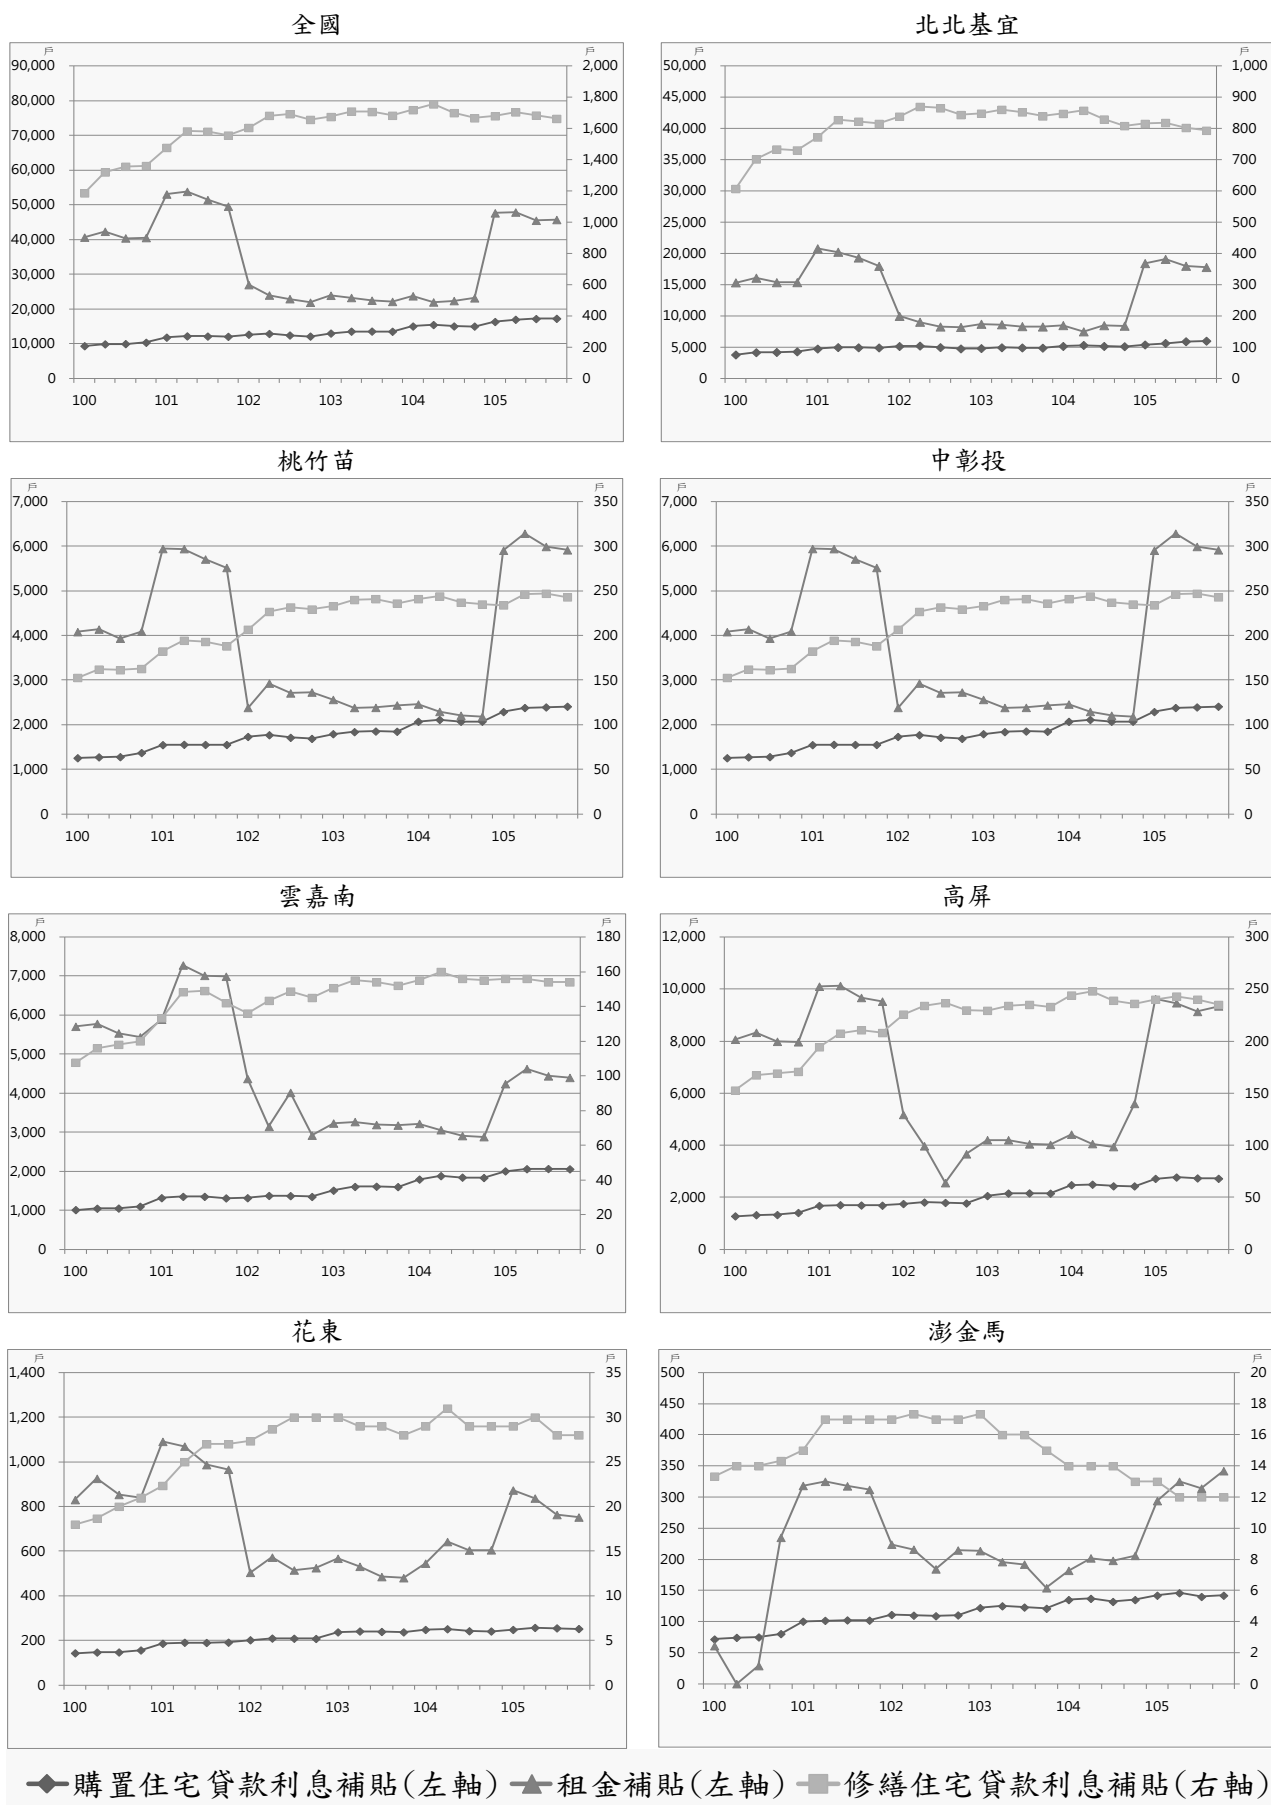 全國
戶 戶
90,000 2,000
80,000 1,800
70,000 1,600
60,000 1,400
50,000 1,200
40,000 1,000
30,000 800
20,000 600
10,000 400
0 200
0
100 101 102 103 104 105
北北基宜
戶 戶
50,000 1,000
45,000 900
40,000 800
35,000 700
30,000 600
25,000 500
20,000 400
15,000 300
10,000 200
5,000 100
0 0
100 101 102 103 104 105
桃竹苗
戶 戶
7,000 350
6,000 300
5,000 250
4,000 200
3,000 150
2,000 100
1,000 50
0 0
100 101 102 103 104 105
中彰投
戶 戶
7,000 350
6,000 300
5,000 250
4,000 200
3,000 150
2,000 100
1,000 50
0 0
100 101 102 103 104 105
雲嘉南
戶 戶
8,000 180
7,000 160
6,000 140
5,000 120
4,000 100
3,000 80
2,000 60
1,000 40
0 20
0
100 101 102 103 104 105
高屏
戶 戶
12,000 300
10,000 250
8,000 200
6,000 150
4,000 100
2,000 50
0 0
100 101 102 103 104 105
花東
戶 戶
1,400 35
1,200 30
1,000 25
800 20
600 15
400 10
200 5
0 0
100 101 102 103 104 105
澎金馬
戶 戶
500 20
450 18
400 16
350 14
300 12
250 10
200 8
150 6
100 4
50 2
0 0
100 101 102 103 104 105
購置住宅貸款利息補貼(左軸) 租金補貼(左軸) 修繕住宅貸款利息補貼(右軸)